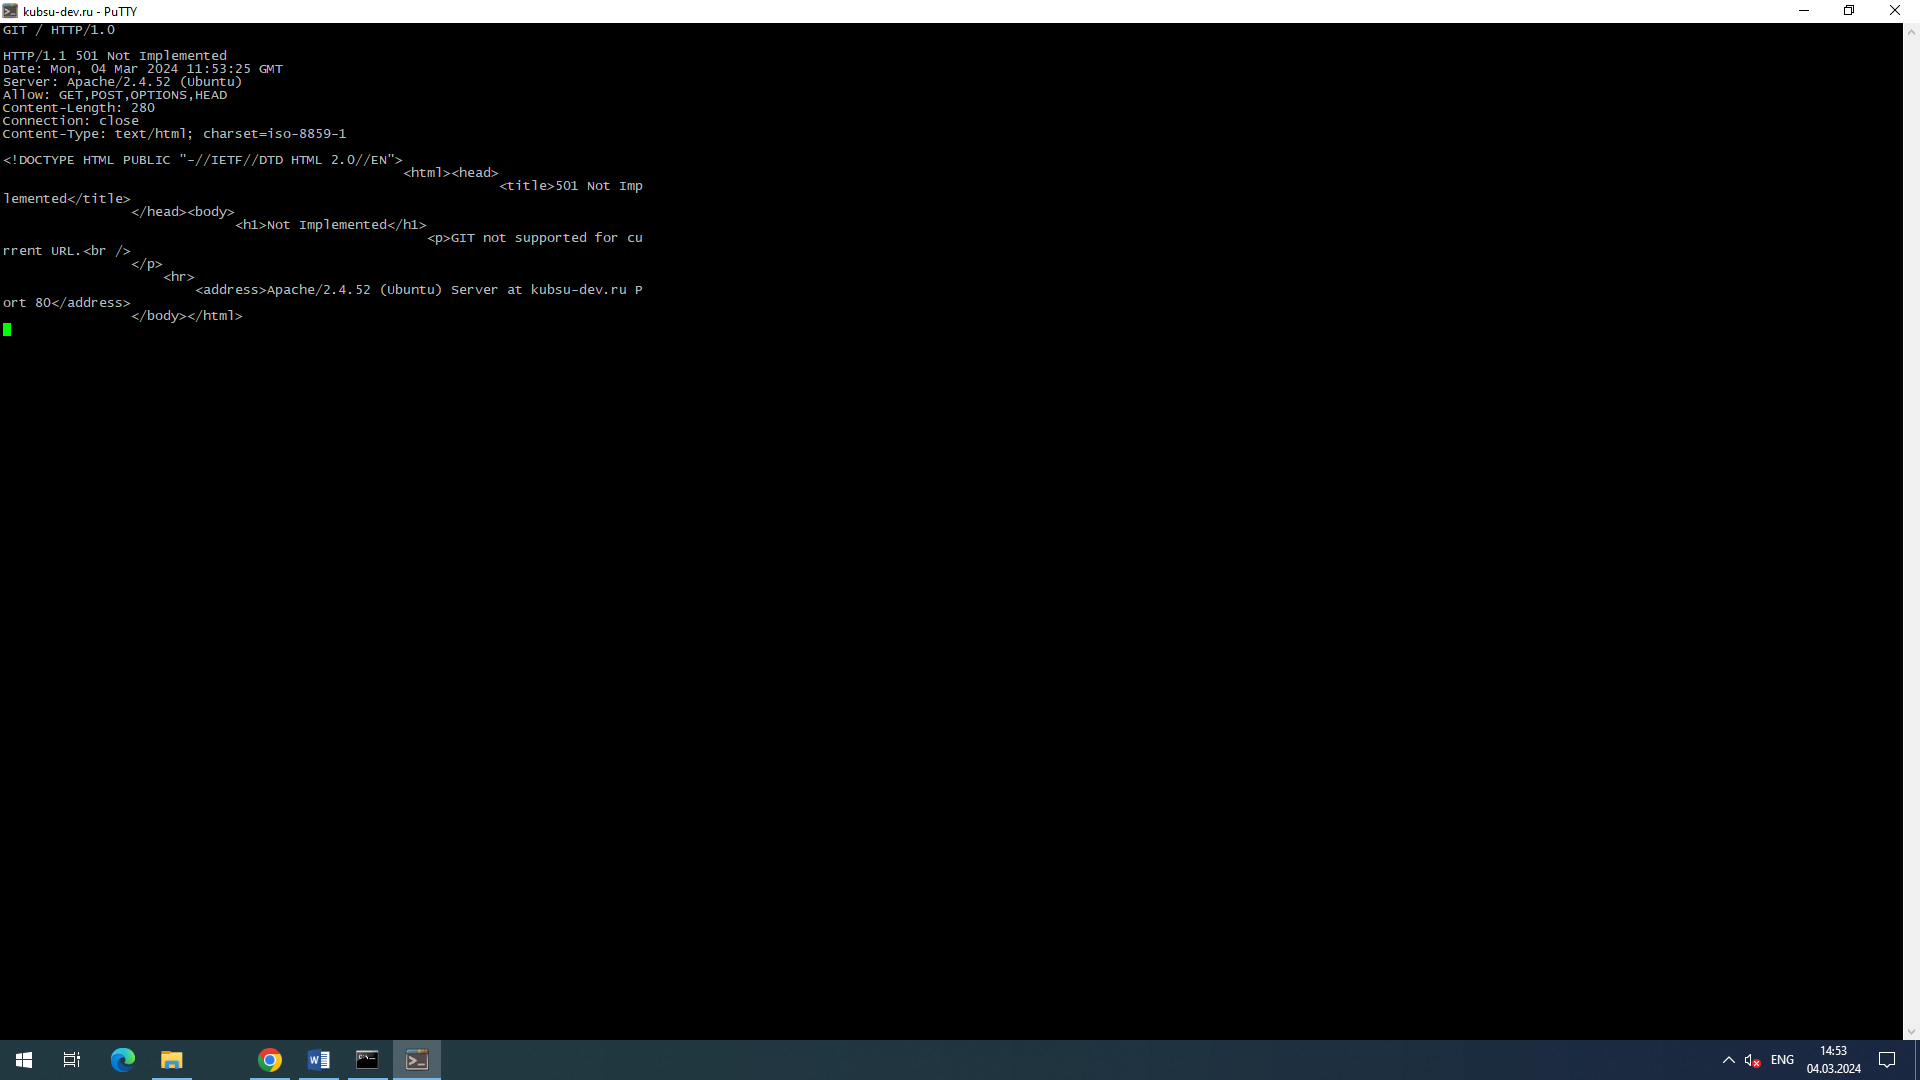 kubsu-dev.ru - PuTTY
GIT / HTTP/1.0
HTTP/1.1 501 Not Implemented
Date: Mon, 04 Mar 2024 11:53:25 GMT
Server: Apache/2.4.52 (Ubuntu)
Allow: GET,POST,OPTIONS,HEAD
Content-Length: 280
Connection: close
Content-Type: text/html; charset=iso-8859-1
<!DOCTYPE HTML PUBLIC "-//IETF//DTD HTML 2.0//EN">
<html><head>
<title>501 Not Imp
lemented</title>
</head><body>
<h1>Not Implemented</h1>
<p>GIT not supported for cu
rrent URL.<br />
</p>
<hr>
<address>Apache/2.4.52 (Ubuntu) Server at kubsu-dev.ru P
ort 80</address>
</body></html>
ENG
14:53
04.03.2024